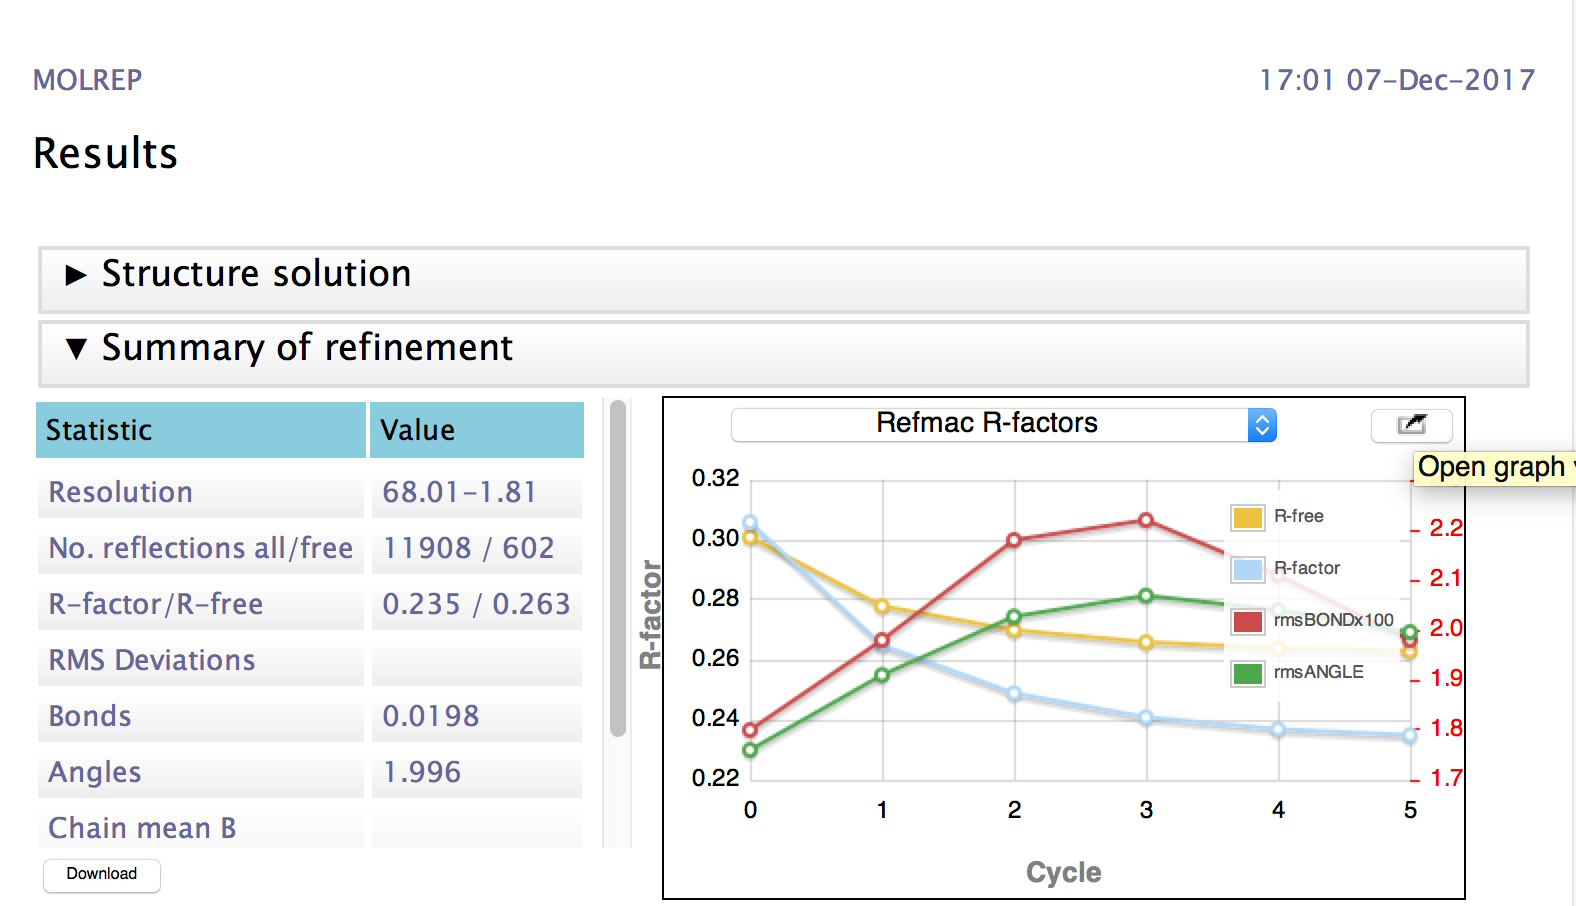 MOLREP 17:01 07-Dec-2017
Results
► Structure solution
▼ Summary of refinement
Statistic Value
Resolution 68.01-1.81
No. reflections all/free 11908 / 602
R-factor/R-free 0.235 / 0.263
RMS Deviations
Bonds 0.0198
Angles 1.996
Chain mean B
Download
Refmac R-factors
Open graph
0.32
0.30
0.28
0.26
0.24
0.22
R-factor
R-free
R-factor
rmsBONDx100
rmsANGLE
2.2
2.1
2.0
1.9
1.8
1.7
0 1 2 3 4 5
Cycle